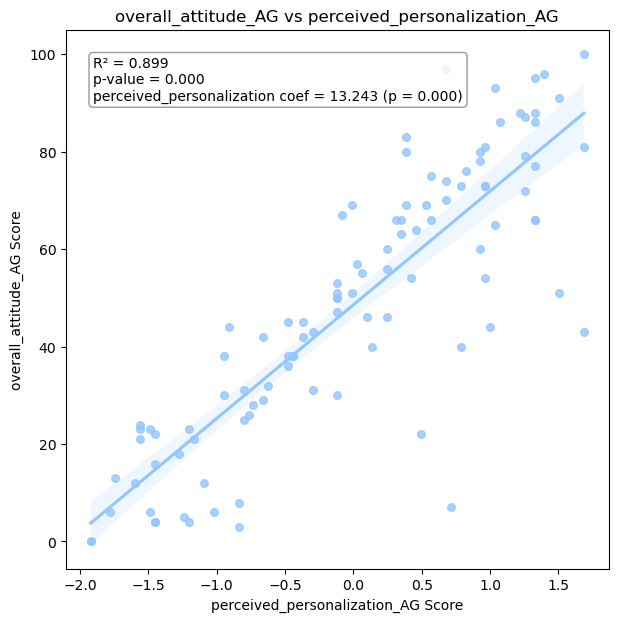 overall_attitude_AG vs perceived_personalization_AG
R² = 0.899
p-value = 0.000
perceived_personalization coef = 13.243 (p = 0.000)
100
80
60
40
20
0
overall_attitude_AG Score
−2.0 −1.5 −1.0 −0.5 0.0 0.5 1.0 1.5
perceived_personalization_AG Score